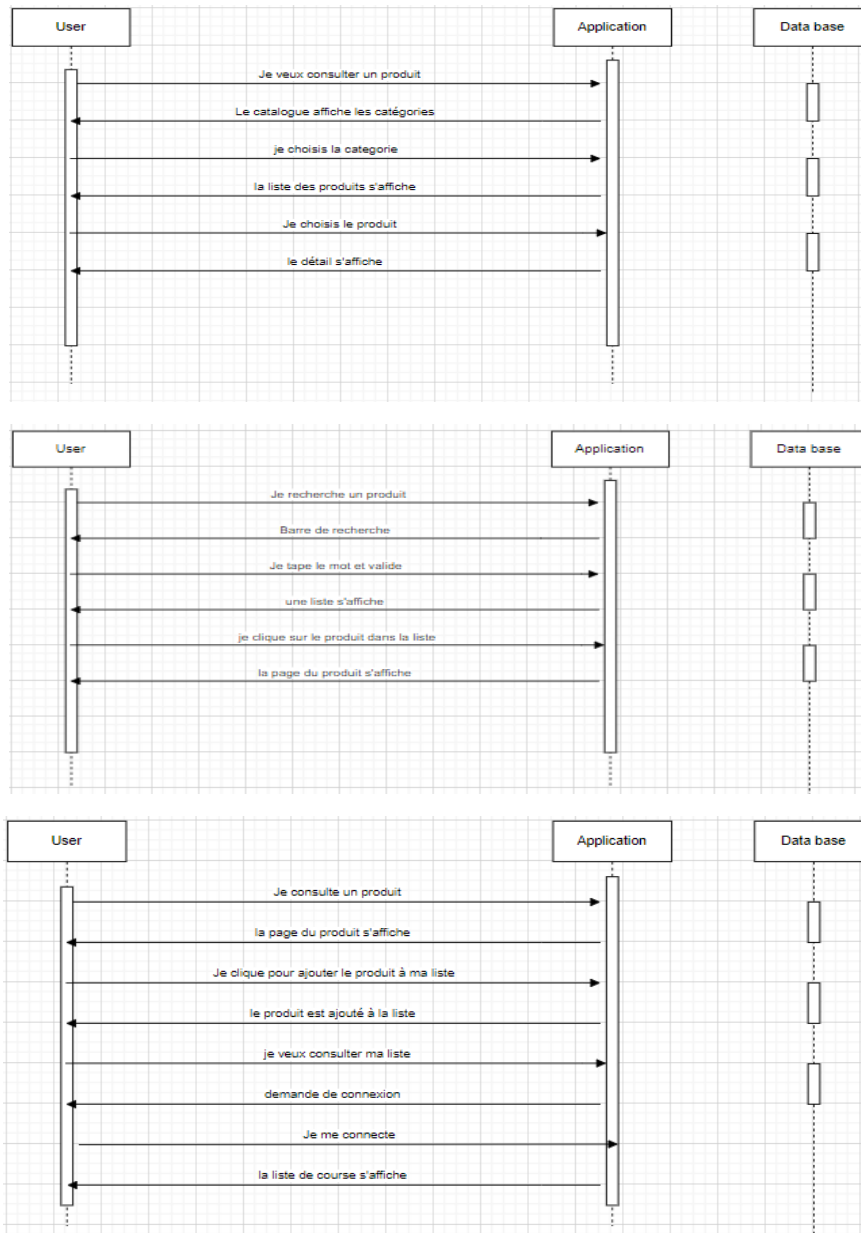 User
Application
Data base
Je veux consulter un produit
Le catalogue affiche les catégories
je choisis la categorie
la liste des produits s'affiche
Je choisis le produit
le détail s'affiche
User
Application
Data base
Je recherche un produit
Barre de recherche
Je tape le mot et valide
une liste s'affiche
je clique sur le produit dans la liste
la page du produit s'affiche
User
Application
Data base
Je consulte un produit
la page du produit s'affiche
Je clique pour ajouter le produit à ma liste
le produit est ajouté à la liste
je veux consulter ma liste
demande de connexion
Je me connecte
la liste de course s'affiche